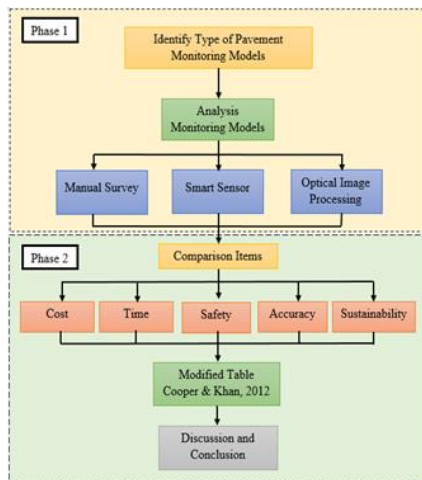 Phase 1
Identify Type of Pavement
Monitoring Models
Analysis
Monitoring Models
Manual Survey
Smart Sensor
Optical Image
Processing
Phase 2
Comparison Items
Cost
Time
Safety
Accuracy
Sustainability
Modified Table
Cooper & Khan, 2012
Discussion and
Conclusion